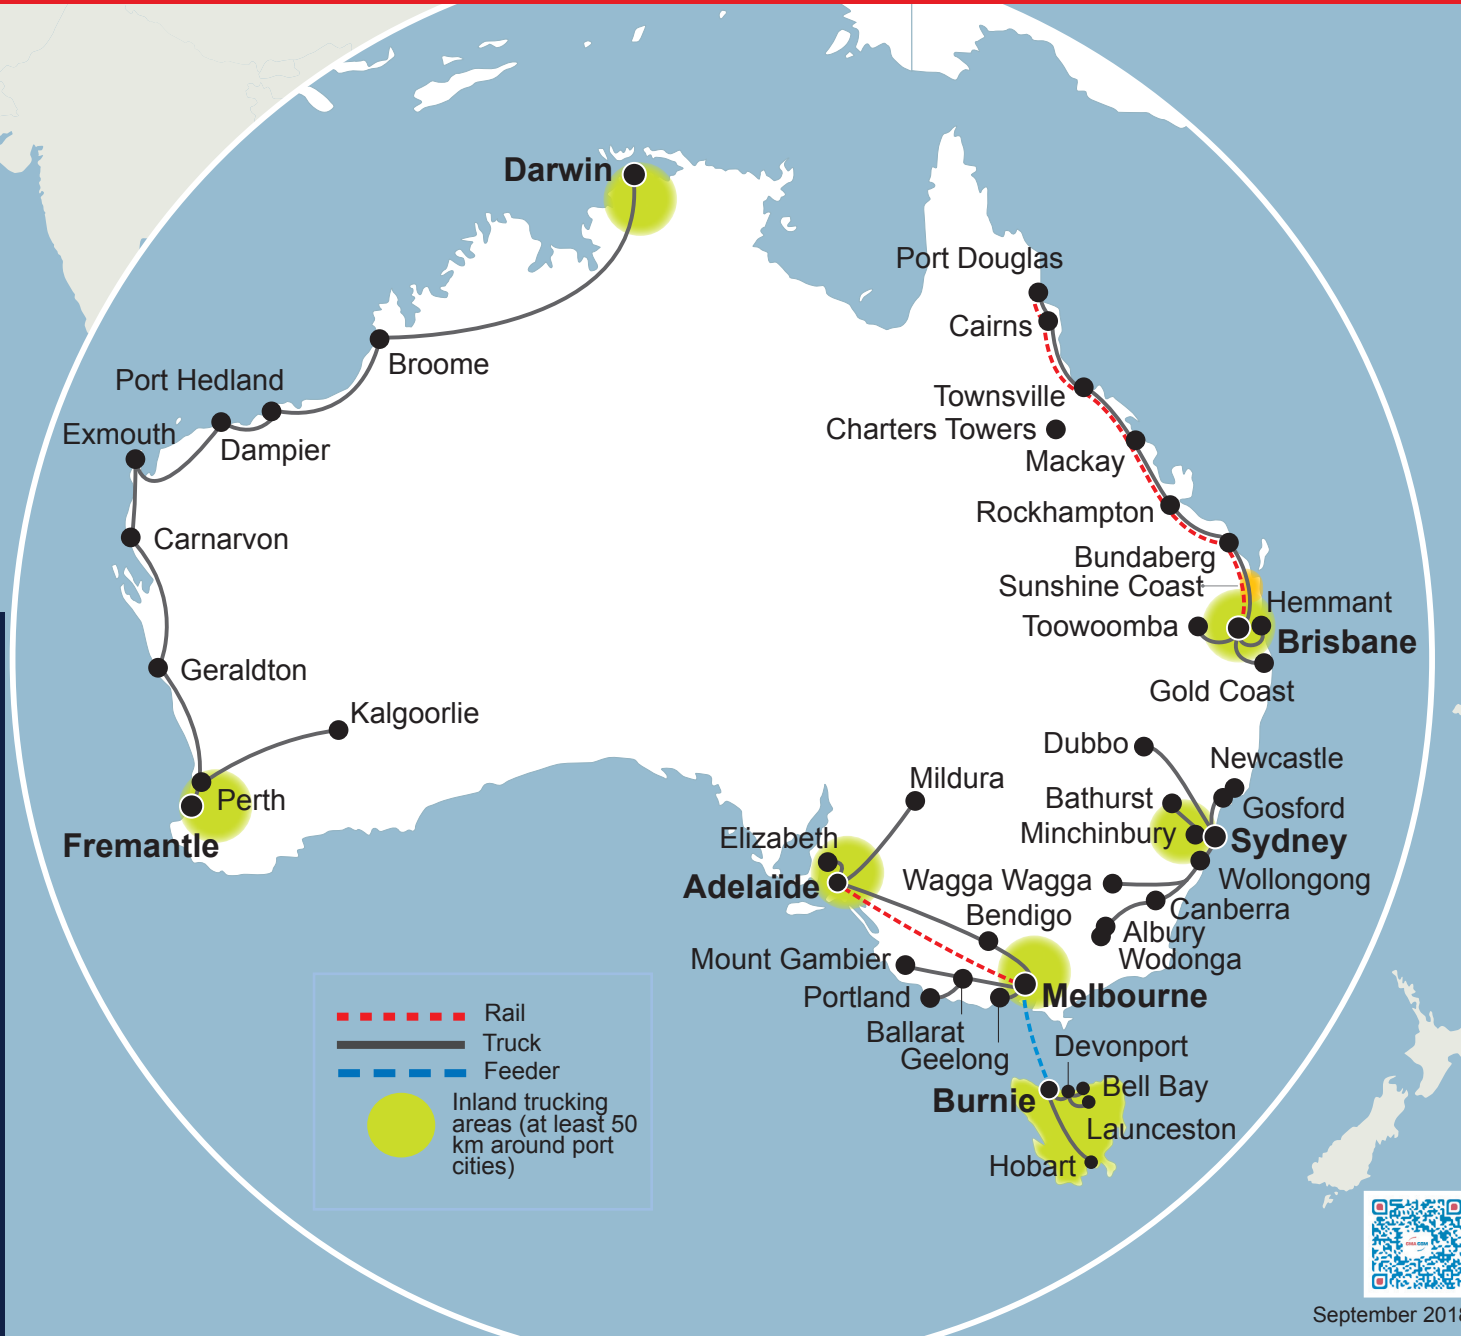 Darwin
Port Douglas
Cairns
Broome
Port Hedland
Townsville
Charters Towers
Exmouth
Dampier
Mackay
Rockhampton
Carnarvon
Bundaberg
Sunshine Coast
Hemmant
Toowoomba
Brisbane
Geraldton
Gold Coast
Kalgoorlie
Dubbo
Newcastle
Mildura
Perth
Bathurst
Gosford
Minchinbury
Sydney
Elizabeth
Fremantle
Adelaïde
Wagga Wagga
Wollongong
Bendigo
Canberra
Albury
Wodonga
Mount Gambier
Portland
Melbourne
Ballarat
Geelong
Devonport
Bell Bay
Burnie
Launceston
Hobart
Rail
Truck
Feeder
Inland trucking
areas (at least 50
km around port
cities)
CMA CGM
September 2018